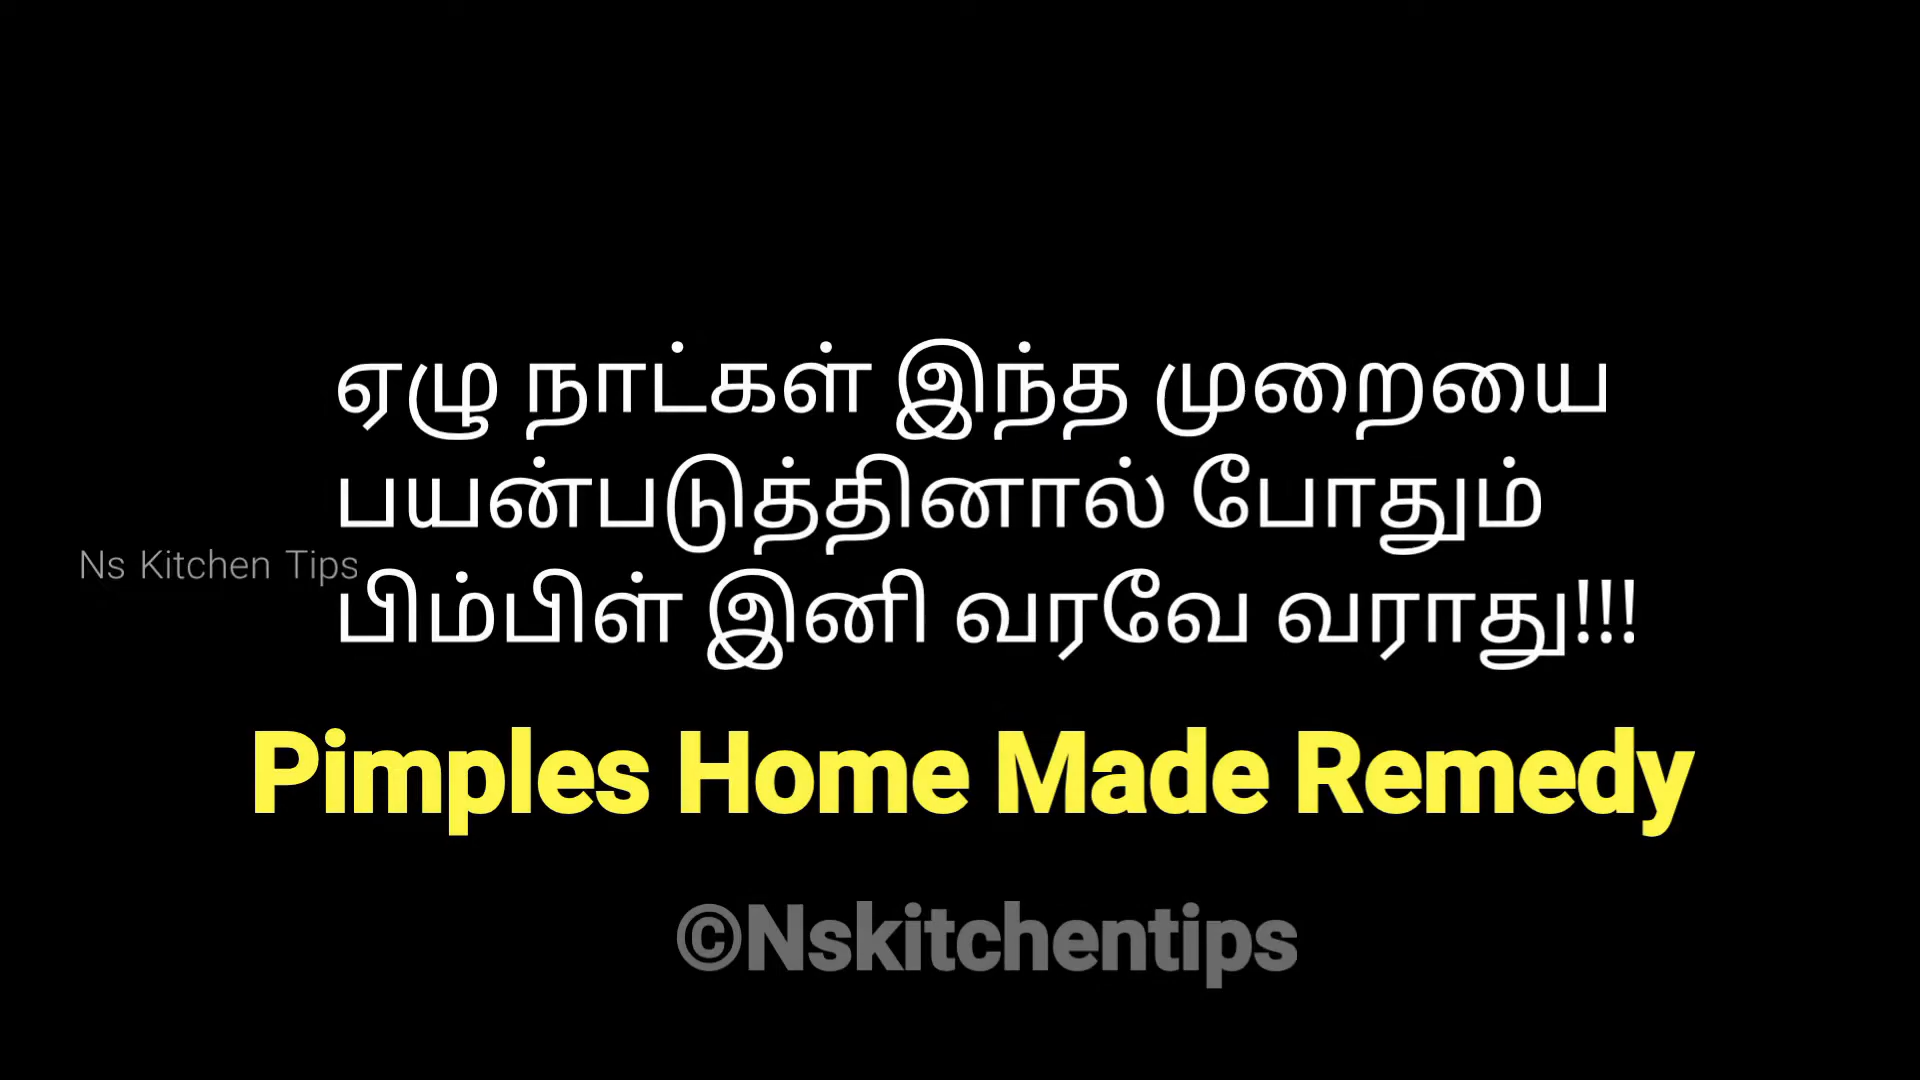 ஏழு நாட்கள் இந்த முறையை
பயன்படுத்தினால் போதும்
Ns Kitchen Tips
பிம்பிள் இனி வரவே வராது!!!
Pimples Home Made Remedy
©Nskitchentips